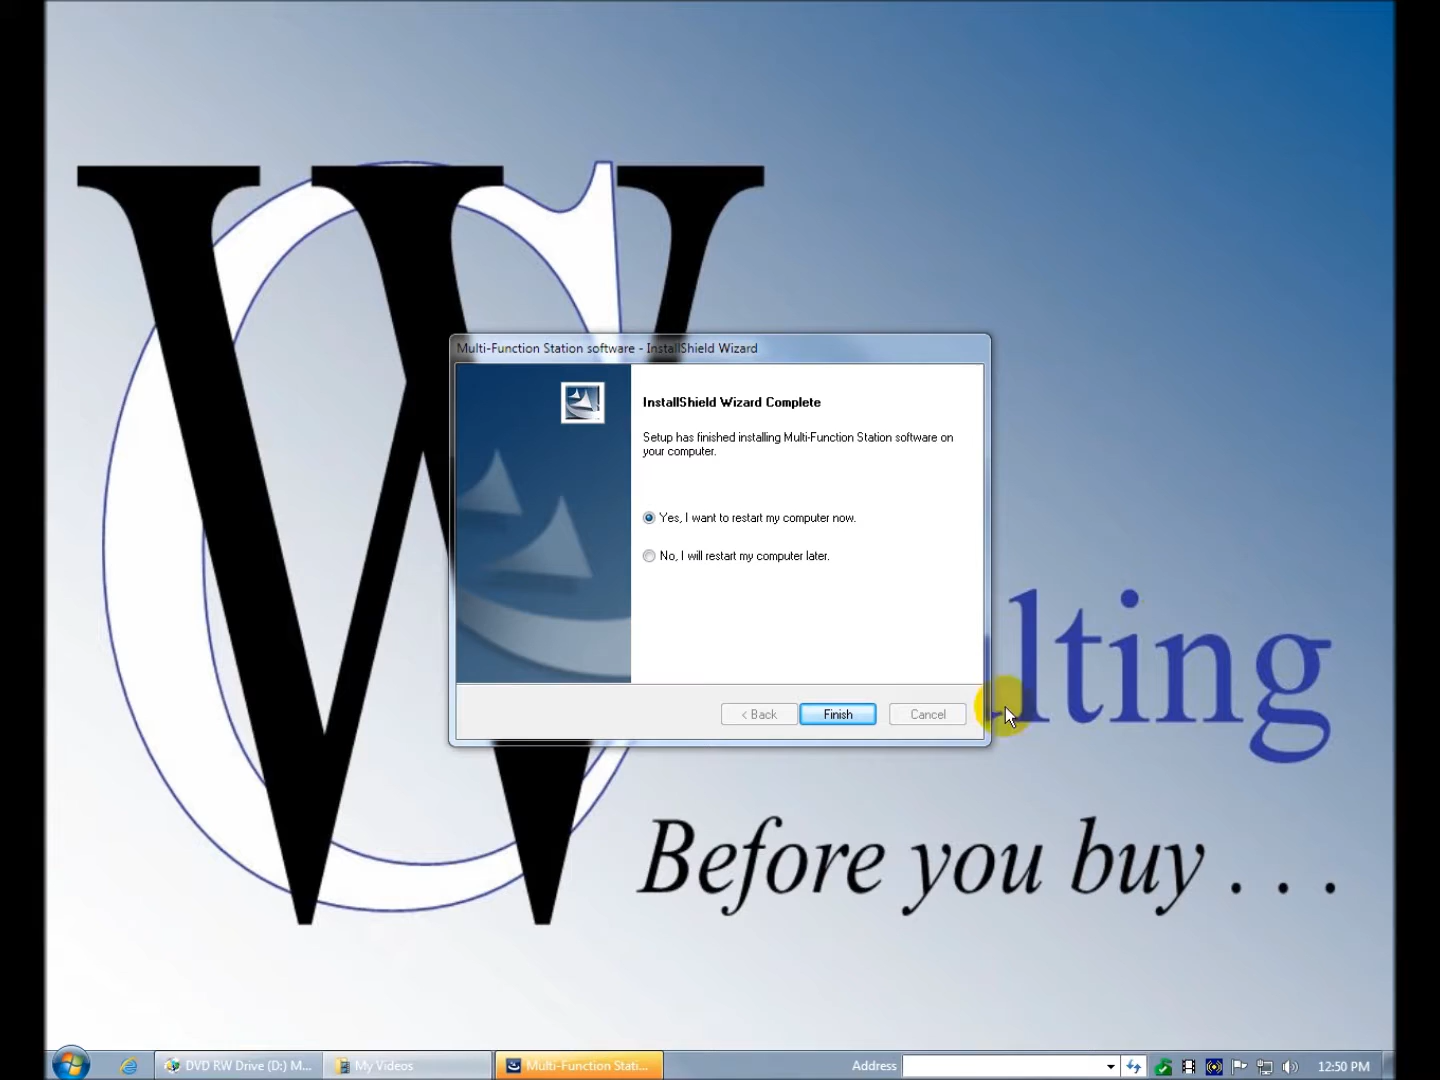 WC
Multi-Function Station software - InstallShield Wizard
InstallShield Wizard Complete
Setup has finished installing Multi-Function Station software on
your computer.
Yes, I want to restart my computer now.
No, I will restart my computer later.
< Back
Finish
Cancel
lting
Before you buy . . .
DVD RW Drive (D:) M...
My Videos
Multi-Function Stati...
Address
12:50 PM